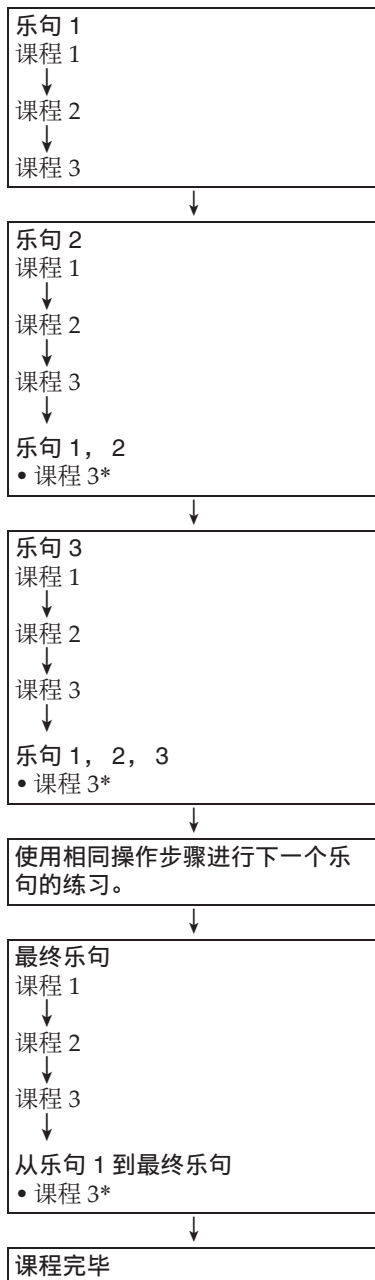 乐句 1
课程 1
↓
课程 2
↓
课程 3
↓
乐句 2
课程 1
↓
课程 2
↓
课程 3
↓
乐句 1， 2
• 课程 3*
↓
乐句 3
课程 1
↓
课程 2
↓
课程 3
↓
乐句 1， 2， 3
• 课程 3*
↓
使用相同操作步骤进行下一个乐
句的练习。
↓
最终乐句
课程 1
↓
课程 2
↓
课程 3
↓
从乐句 1 到最终乐句
• 课程 3*
↓
课程完毕